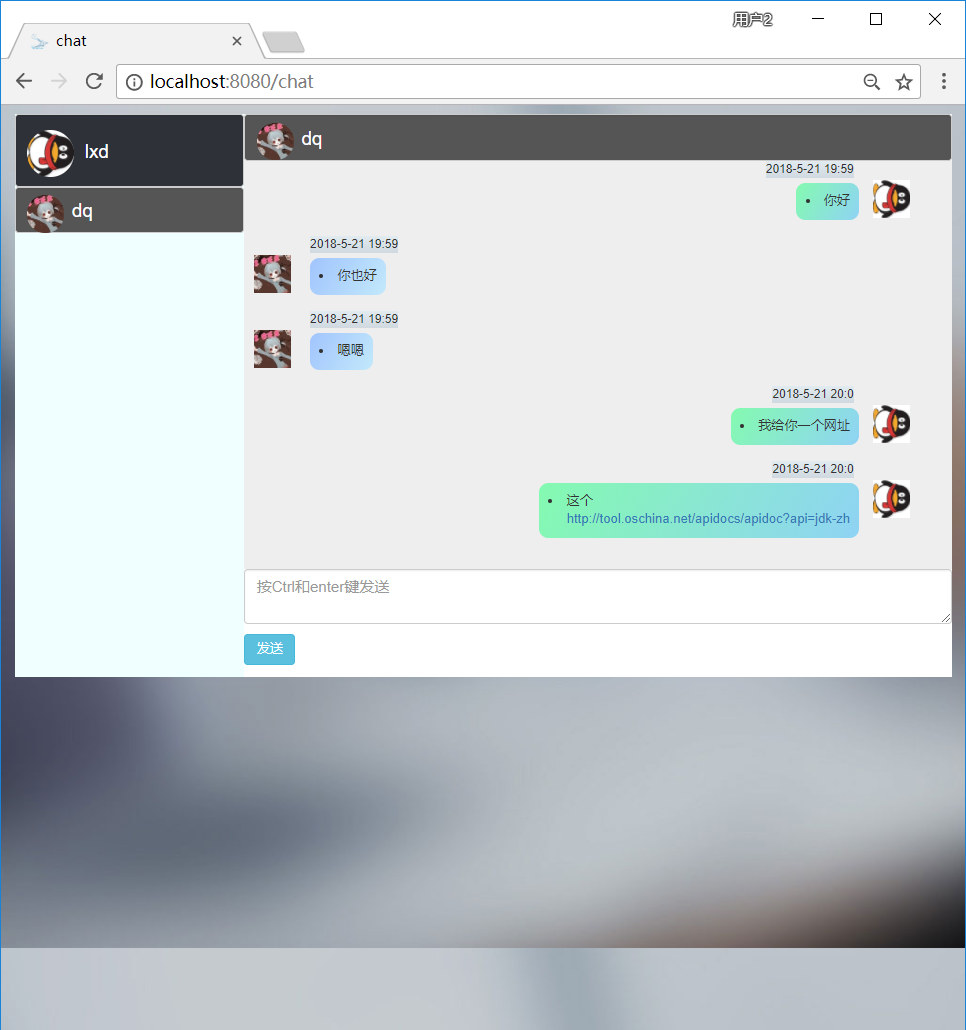 用户2
chat
localhost:8080/chat
lxd
dq
dq
2018-5-21 19:59
你好
2018-5-21 19:59
你也好
2018-5-21 19:59
嗯嗯
2018-5-21 20:0
我给你一个网址
2018-5-21 20:0
这个
http://tool.oschina.net/apidocs/apidoc?api=jdk-zh
按Ctrl和enter键发送
发送